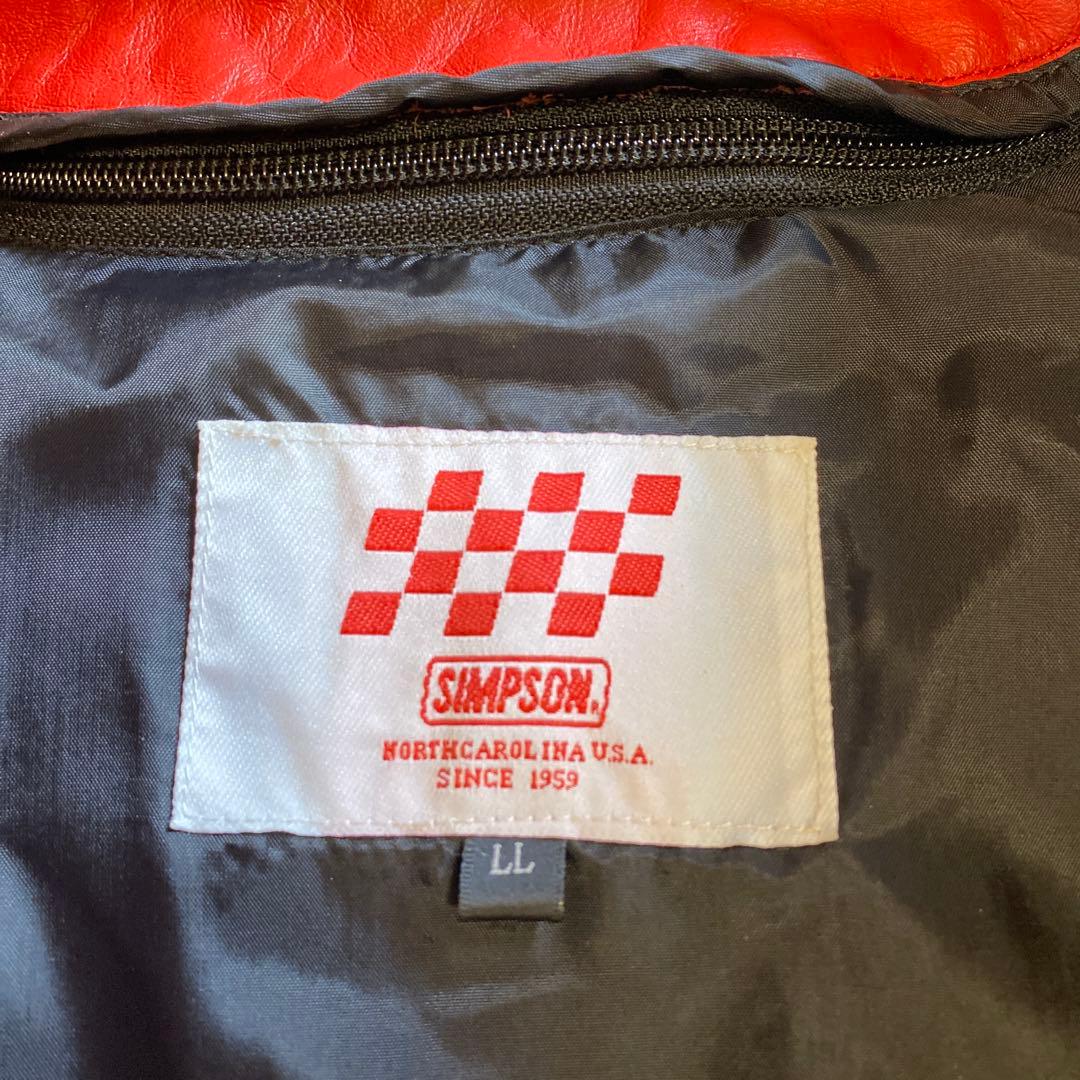 SIMPSON.
NORTHCAROLINA U.S.A.
SINCE 1959
LL